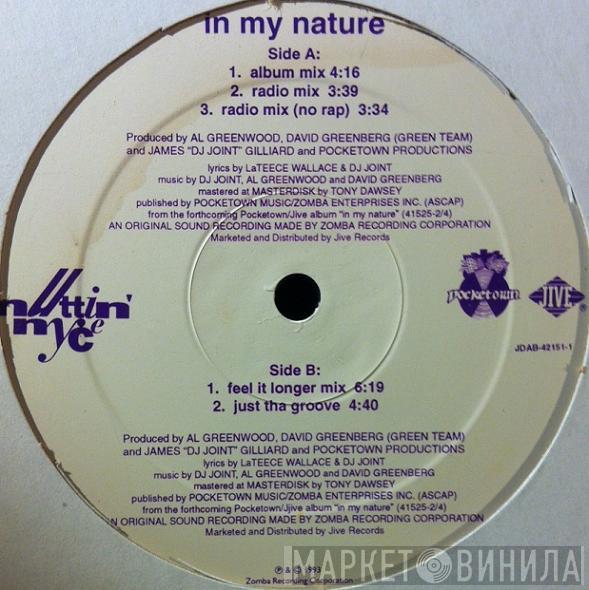 in my nature
Side A:
1. album mix 4:16
2. radio mix 3:39
3. radio mix (no rap) 3:34
Produced by AL GREENWOOD, DAVID GREENBERG (GREEN TEAM)
and JAMES "DJ JOINT" GILLIARD and POCKETOWN PRODUCTIONS
lyrics by LaTEECE WALLACE & DJ JOINT
music by DJ JOINT, AL GREENWOOD and DAVID GREENBERG
mastered at MASTERDISK by TONY DAWSEY
published by POCKETOWN MUSIC/ZOMBA ENTERPRISES INC. (ASCAP)
from the forthcoming Pocketown/Jive album "in my nature" (41525-2/4)
AN ORIGINAL SOUND RECORDING MADE BY ZOMBA RECORDING CORPORATION
Marketed and Distributed by Jive Records
nuttin'
nyce
pocketown
JIVE ®
JDAB-42151-1
Side B:
1. feel it longer mix 6:19
2. just tha groove 4:40
Produced by AL GREENWOOD, DAVID GREENBERG (GREEN TEAM)
and JAMES "DJ JOINT" GILLIARD and POCKETOWN PRODUCTIONS
lyrics by LaTEECE WALLACE & DJ JOINT
music by DJ JOINT, AL GREENWOOD and DAVID GREENBERG
mastered at MASTERDISK by TONY DAWSEY
published by POCKETOWN MUSIC/ZOMBA ENTERPRISES INC. (ASCAP)
from the forthcoming Pocketown/Jjive album "in my nature" (41525-2/4)
N ORIGINAL SOUND RECORDING MADE BY ZOMBA RECORDING CORPORATION
Marketed and Distributed by Jive Records
℗ & © 1993
Zomba Recording Corporation
МАРКЕТ ВИНИЛА